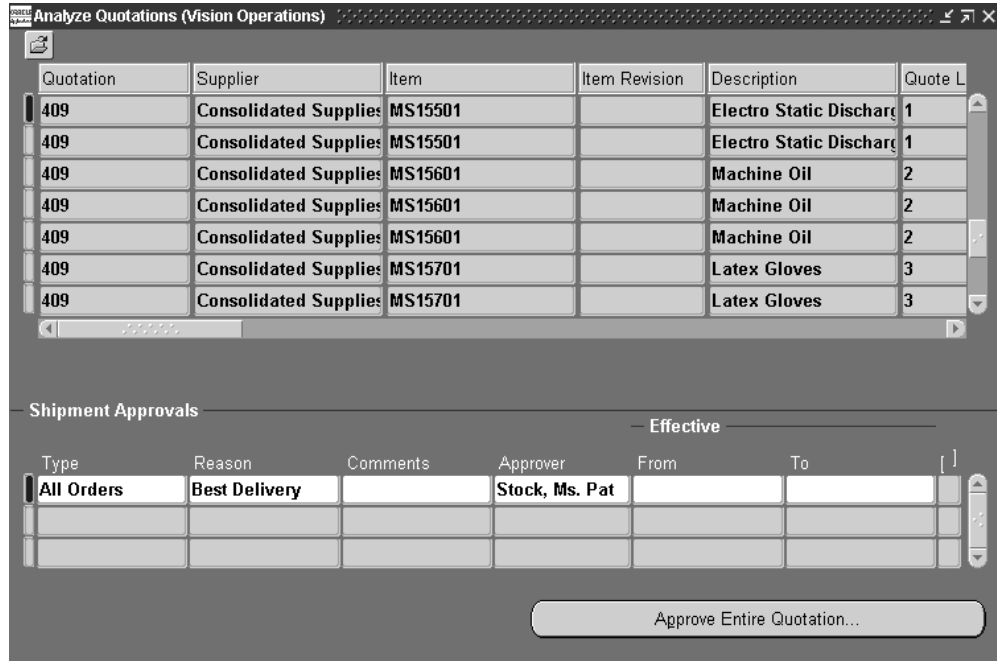 Analyze Quotations (Vision Operations)
Quotation Supplier Item Item Revision Description Quote L
409 Consolidated Supplies MS15501 Electro Static Discharg 1
409 Consolidated Supplies MS15501 Electro Static Discharg 1
409 Consolidated Supplies MS15601 Machine Oil 2
409 Consolidated Supplies MS15601 Machine Oil 2
409 Consolidated Supplies MS15601 Machine Oil 2
409 Consolidated Supplies MS15701 Latex Gloves 3
409 Consolidated Supplies MS15701 Latex Gloves 3
Shipment Approvals
Effective
Type Reason Comments Approver From To [ ]
All Orders Best Delivery Stock, Ms. Pat
Approve Entire Quotation...